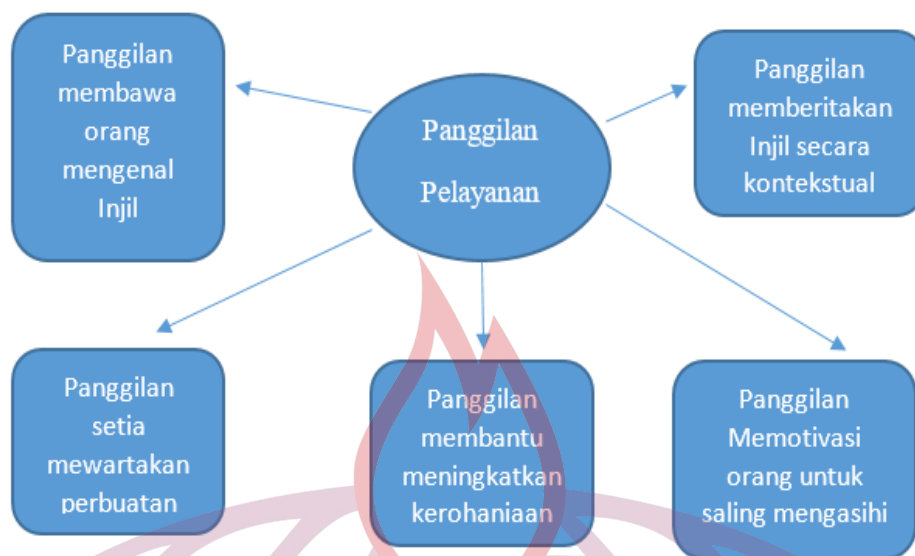 Panggilan
membawa
orang
mengenal
Injil
Panggilan
Pelayanan
Panggilan
memberitakan
Injil secara
kontekstual
Panggilan
setia
mewartakan
perbuatan
Panggilan
membantu
meningkatkan
kerohaniaan
Panggilan
Memotivasi
orang untuk
saling mengasihi